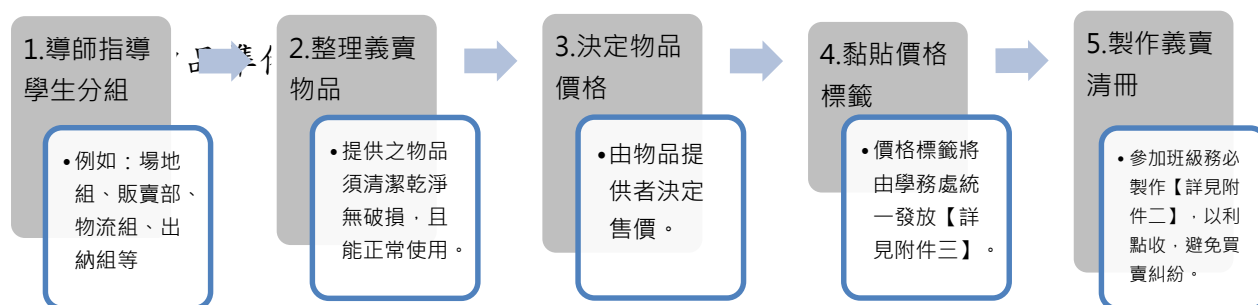 1.導師指導
學生分組
•例如：場地
組、販賣部、
物流組、出
納組等
品準
2.整理義賣
物品
•提供之物品
須清潔乾淨
無破損，且
能正常使用。
3.決定物品
價格
•由物品提
供者決定
售價。
4.黏貼價格
標籤
•價格標籤將
由學務處統
一發放【詳
見附件三】。
5.製作義賣
清冊
•參加班級務必
製作【詳見附
件二】，以利
點收，避免買
賣糾紛。